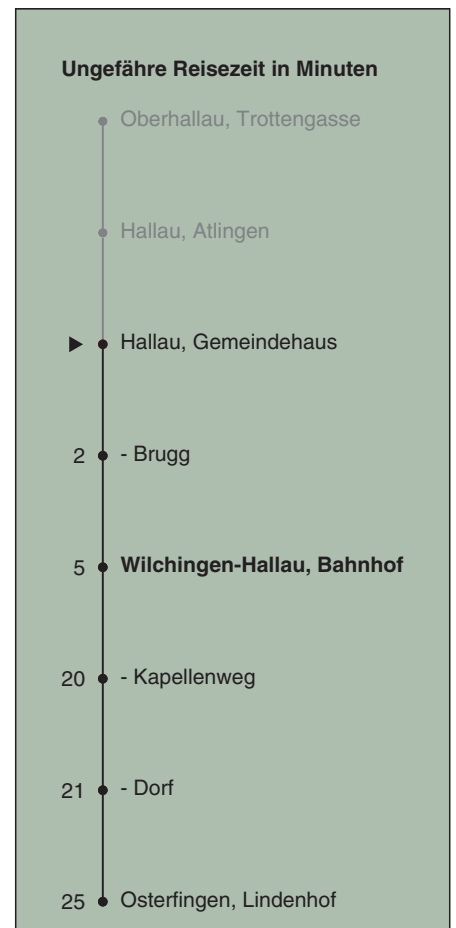 Ungefähre Reisezeit in Minuten
Oberhallau, Trottengasse
Hallau, Atlingen
Hallau, Gemeindehaus
2 - Brugg
5 Wilchingen-Hallau, Bahnhof
20 - Kapellenweg
21 - Dorf
25 Osterfingen, Lindenhof